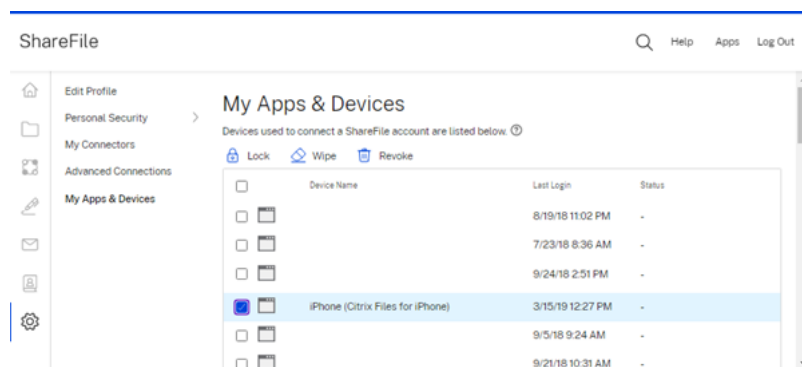 ShareFile
Help Apps Log Out
Edit Profile
Personal Security
My Connectors
Advanced Connections
My Apps & Devices
My Apps & Devices
Devices used to connect a ShareFile account are listed below.
Lock Wipe Revoke
Device Name Last Login Status
8/19/18 11:02 PM -
7/23/18 8:36 AM -
9/24/18 2:51 PM -
iPhone (Citrix Files for iPhone) 3/15/19 12:27 PM -
9/5/18 9:24 AM -
9/21/18 10:31 AM -